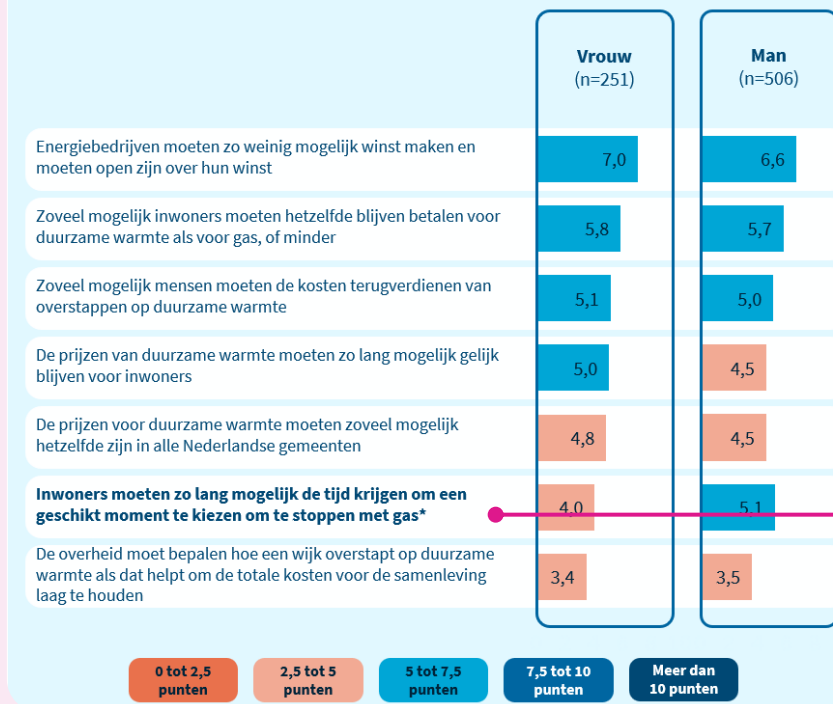 Vrouw
(n=251)
Man
(n=506)
Energiebedrijven moeten zo weinig mogelijk winst maken en
moeten open zijn over hun winst
7,0
6,6
Zoveel mogelijk inwoners moeten hetzelfde blijven betalen voor
duurzame warmte als voor gas, of minder
5,8
5,7
Zoveel mogelijk mensen moeten de kosten terugverdienen van
overstappen op duurzame warmte
5,1
5,0
De prijzen van duurzame warmte moeten zo lang mogelijk gelijk
blijven voor inwoners
5,0
4,5
De prijzen voor duurzame warmte moeten zoveel mogelijk
hetzelfde zijn in alle Nederlandse gemeenten
4,8
4,5
Inwoners moeten zo lang mogelijk de tijd krijgen om een
geschikt moment te kiezen om te stoppen met gas*
4,0
5,1
De overheid moet bepalen hoe een wijk overstapt op duurzame
warmte als dat helpt om de totale kosten voor de samenleving
laag te houden
3,4
3,5
0 tot 2,5
punten
2,5 tot 5
punten
5 tot 7,5
punten
7,5 tot 10
punten
Meer dan
10 punten